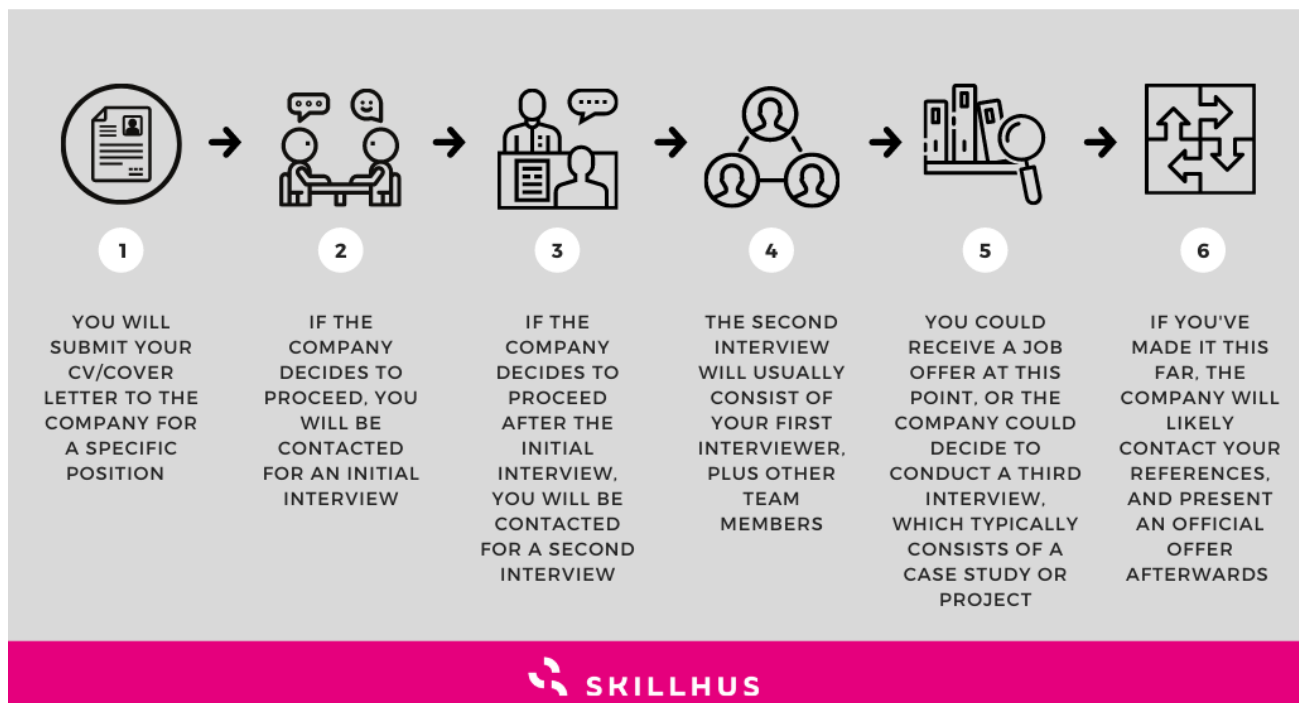 1
YOU WILL
SUBMIT YOUR
CV/COVER
LETTER TO THE
COMPANY FOR
A SPECIFIC
POSITION
2
IF THE
COMPANY
DECIDES TO
PROCEED, YOU
WILL BE
CONTACTED
FOR AN INITIAL
INTERVIEW
3
IF THE
COMPANY
DECIDES TO
PROCEED
AFTER THE
INITIAL
INTERVIEW,
YOU WILL BE
CONTACTED
FOR A SECOND
INTERVIEW
4
THE SECOND
INTERVIEW
WILL USUALLY
CONSIST OF
YOUR FIRST
INTERVIEWER,
PLUS OTHER
TEAM
MEMBERS
5
YOU COULD
RECEIVE A JOB
OFFER AT THIS
POINT, OR THE
COMPANY COULD
DECIDE TO
CONDUCT A THIRD
INTERVIEW,
WHICH TYPICALLY
CONSISTS OF A
CASE STUDY OR
PROJECT
6
IF YOU'VE
MADE IT THIS
FAR, THE
COMPANY WILL
LIKELY
CONTACT YOUR
REFERENCES,
AND PRESENT
AN OFFICIAL
OFFER
AFTERWARDS
SKILLHUS